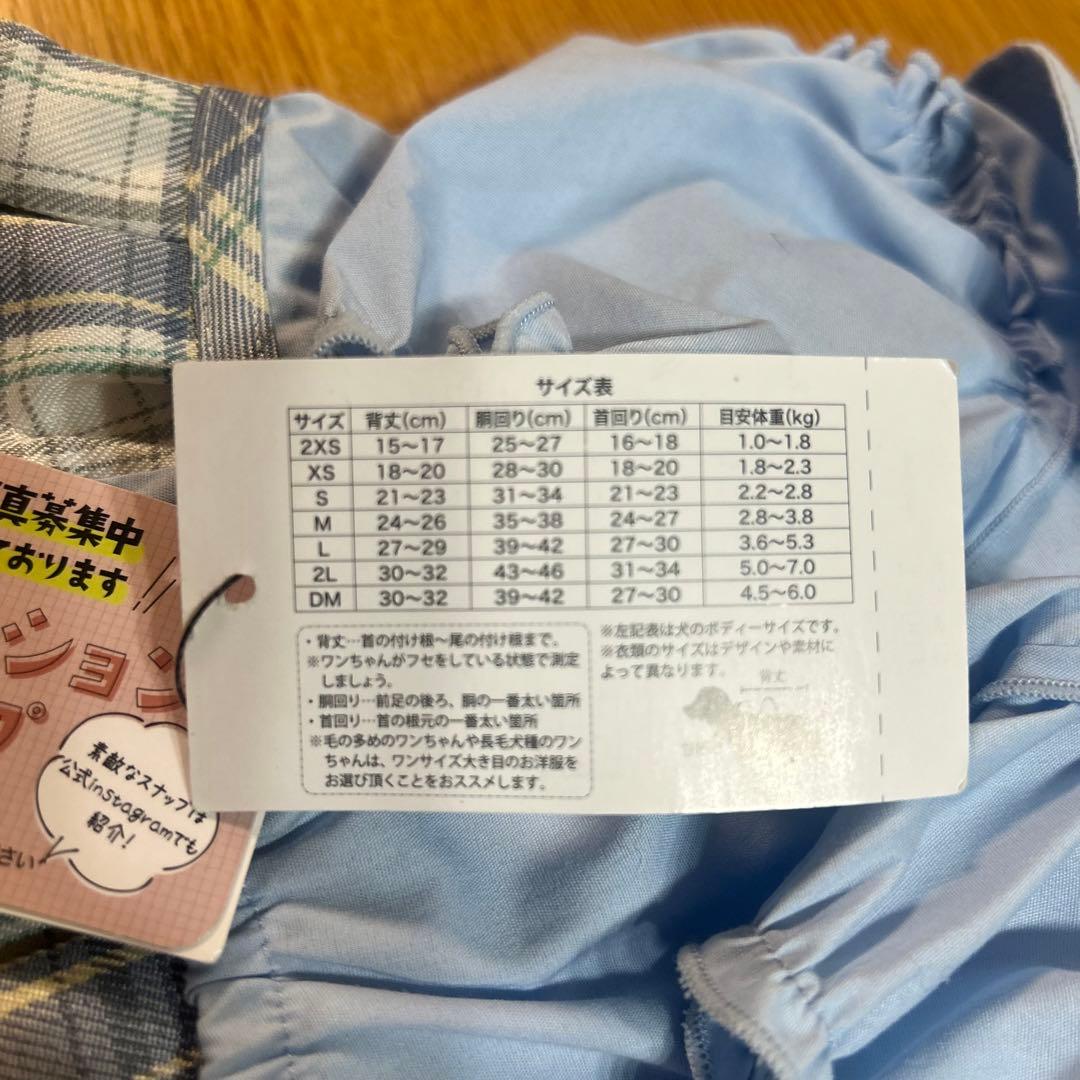 サイズ表
サイズ 背丈(cm) 胴回り(cm) 首回り(cm) 目安体重(kg)
2XS 15～17 25～27 16～18 1.0～1.8
XS 18～20 28～30 18～20 1.8～2.3
S 21～23 31～34 21～23 2.2～2.8
M 24～26 35～38 24～27 2.8～3.8
L 27～29 39～42 27～30 3.6～5.3
2L 30～32 43～46 31～34 5.0～7.0
DM 30～32 39～42 27～30 4.5～6.0
・背丈…首の付け根～尾の付け根まで。
※ワンちゃんがフセをしている状態で測定
しましょう。
・胴回り…前足の後ろ、胴の一番太い箇所
・首回り…首の根元の一番太い箇所
※毛の多めのワンちゃんや長毛犬種のワン
ちゃんは、ワンサイズ大き目のお洋服を
お選び頂くことをおススメします。
※左記表は犬のボディーサイズです。
※衣類のサイズはデザインや素材に
よって異なります。
背丈
真募集中
ております
ション
素敵なスナップは
公式instagramでも
紹介!
さい